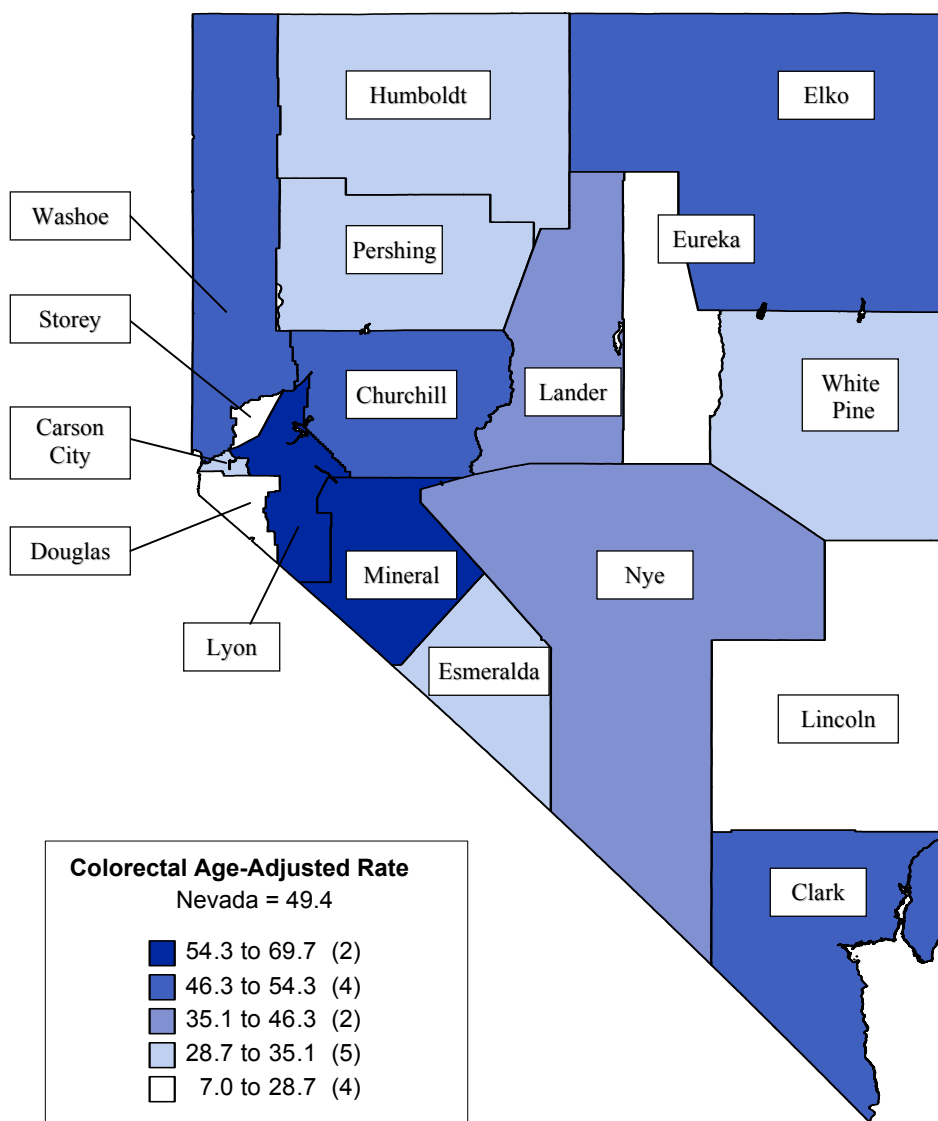 Humboldt
Elko
Washoe
Eureka
Pershing
Storey
Churchill
Lander
White
Pine
Carson
City
Douglas
Mineral
Nye
Lyon
Esmeralda
Lincoln
Clark
Colorectal Age-Adjusted Rate
Nevada = 49.4
54.3 to 69.7 (2)
46.3 to 54.3 (4)
35.1 to 46.3 (2)
28.7 to 35.1 (5)
7.0 to 28.7 (4)